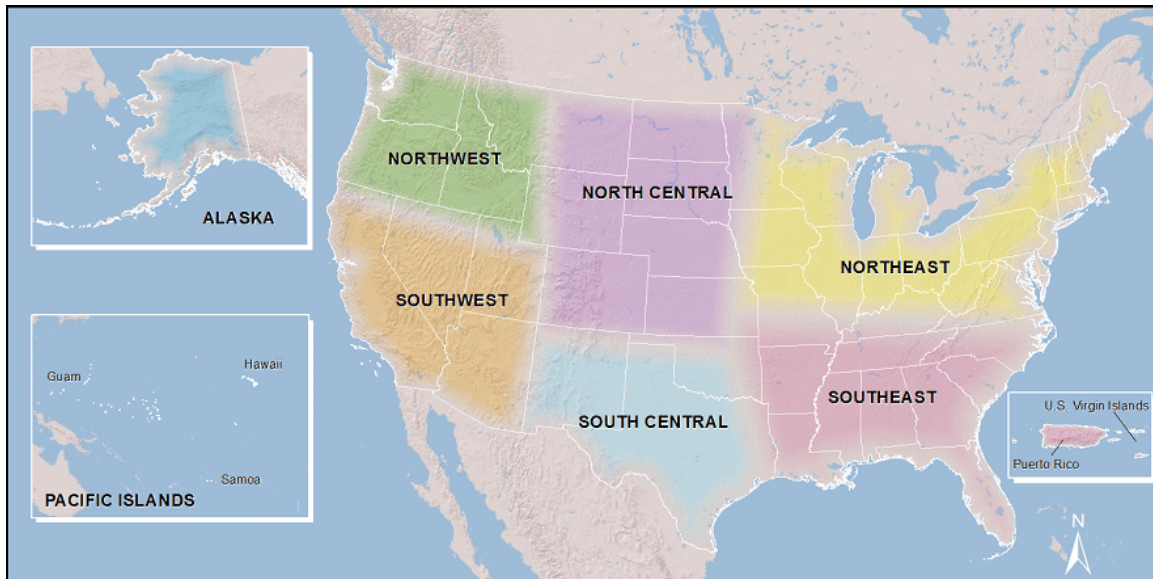 NORTHWEST
NORTH CENTRAL
ALASKA
NORTHEAST
SOUTHWEST
Hawaii
Guam
SOUTHEAST
U.S. Virgin Islands
SOUTH CENTRAL
Puerto Rico
Samoa
PACIFIC ISLANDS
N